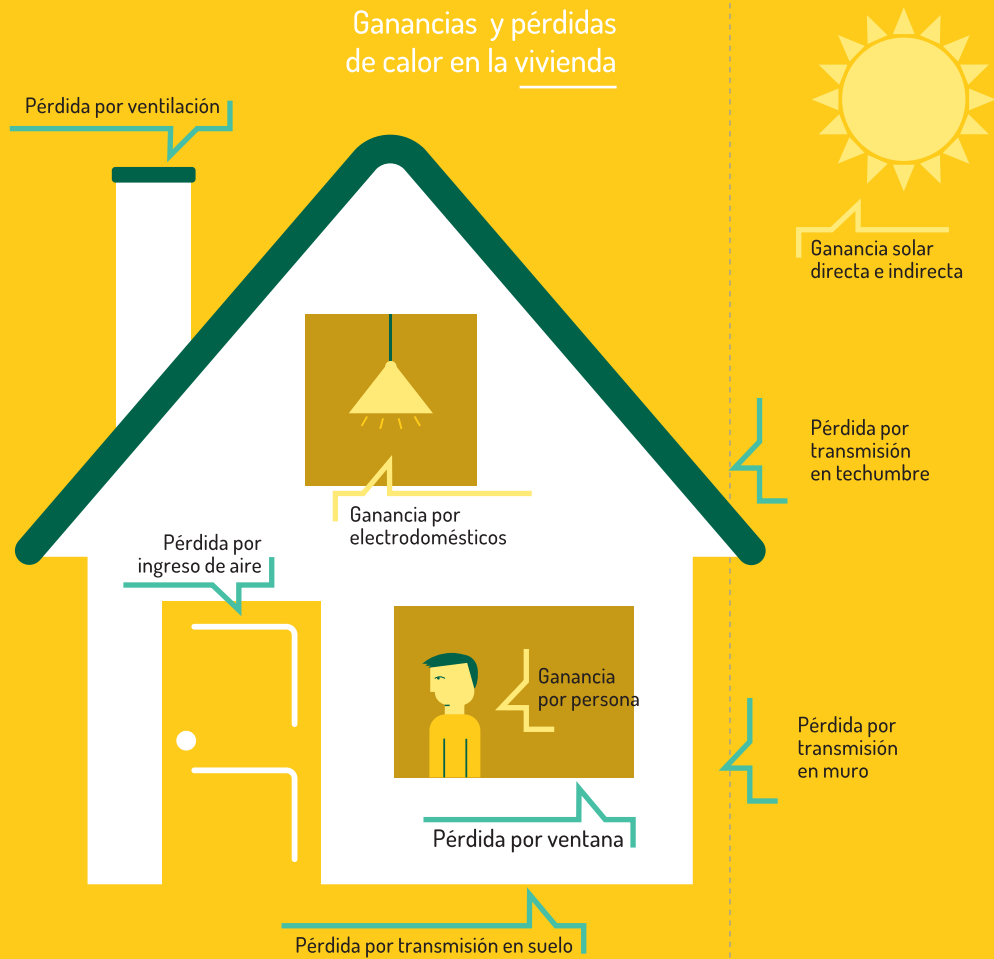 Ganancias y pérdidas
de calor en la vivienda
Pérdida por ventilación
Ganancia solar
directa e indirecta
Pérdida por
transmisión
en techumbre
Ganancia por
electrodomésticos
Pérdida por
ingreso de aire
Ganancia
por persona
Pérdida por
transmisión
en muro
Pérdida por ventana
Pérdida por transmisión en suelo